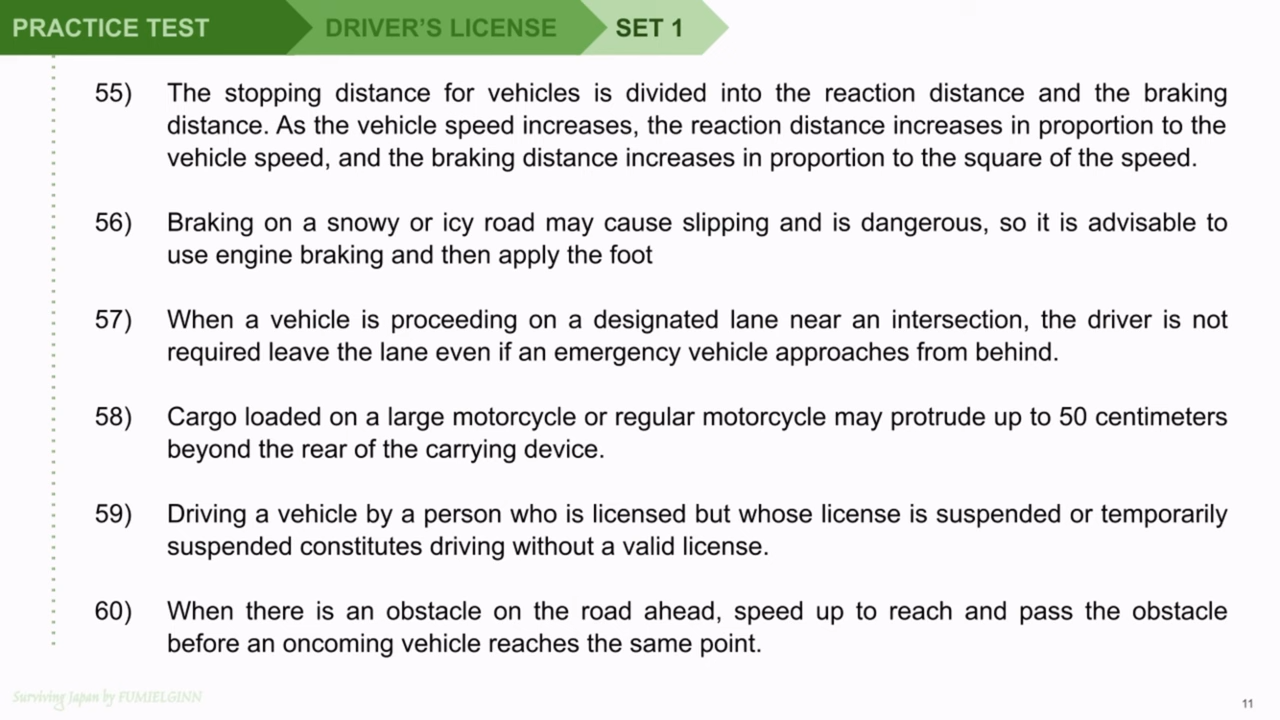 PRACTICE TEST DRIVER'S LICENSE SET 1
55) The stopping distance for vehicles is divided into the reaction distance and the braking
distance. As the vehicle speed increases, the reaction distance increases in proportion to the
vehicle speed, and the braking distance increases in proportion to the square of the speed.
56) Braking on a snowy or icy road may cause slipping and is dangerous, so it is advisable to
use engine braking and then apply the foot
57) When a vehicle is proceeding on a designated lane near an intersection, the driver is not
required leave the lane even if an emergency vehicle approaches from behind.
58) Cargo loaded on a large motorcycle or regular motorcycle may protrude up to 50 centimeters
beyond the rear of the carrying device.
59) Driving a vehicle by a person who is licensed but whose license is suspended or temporarily
suspended constitutes driving without a valid license.
60) When there is an obstacle on the road ahead, speed up to reach and pass the obstacle
before an oncoming vehicle reaches the same point.
Surviving Japan by FUMIELGINN
11